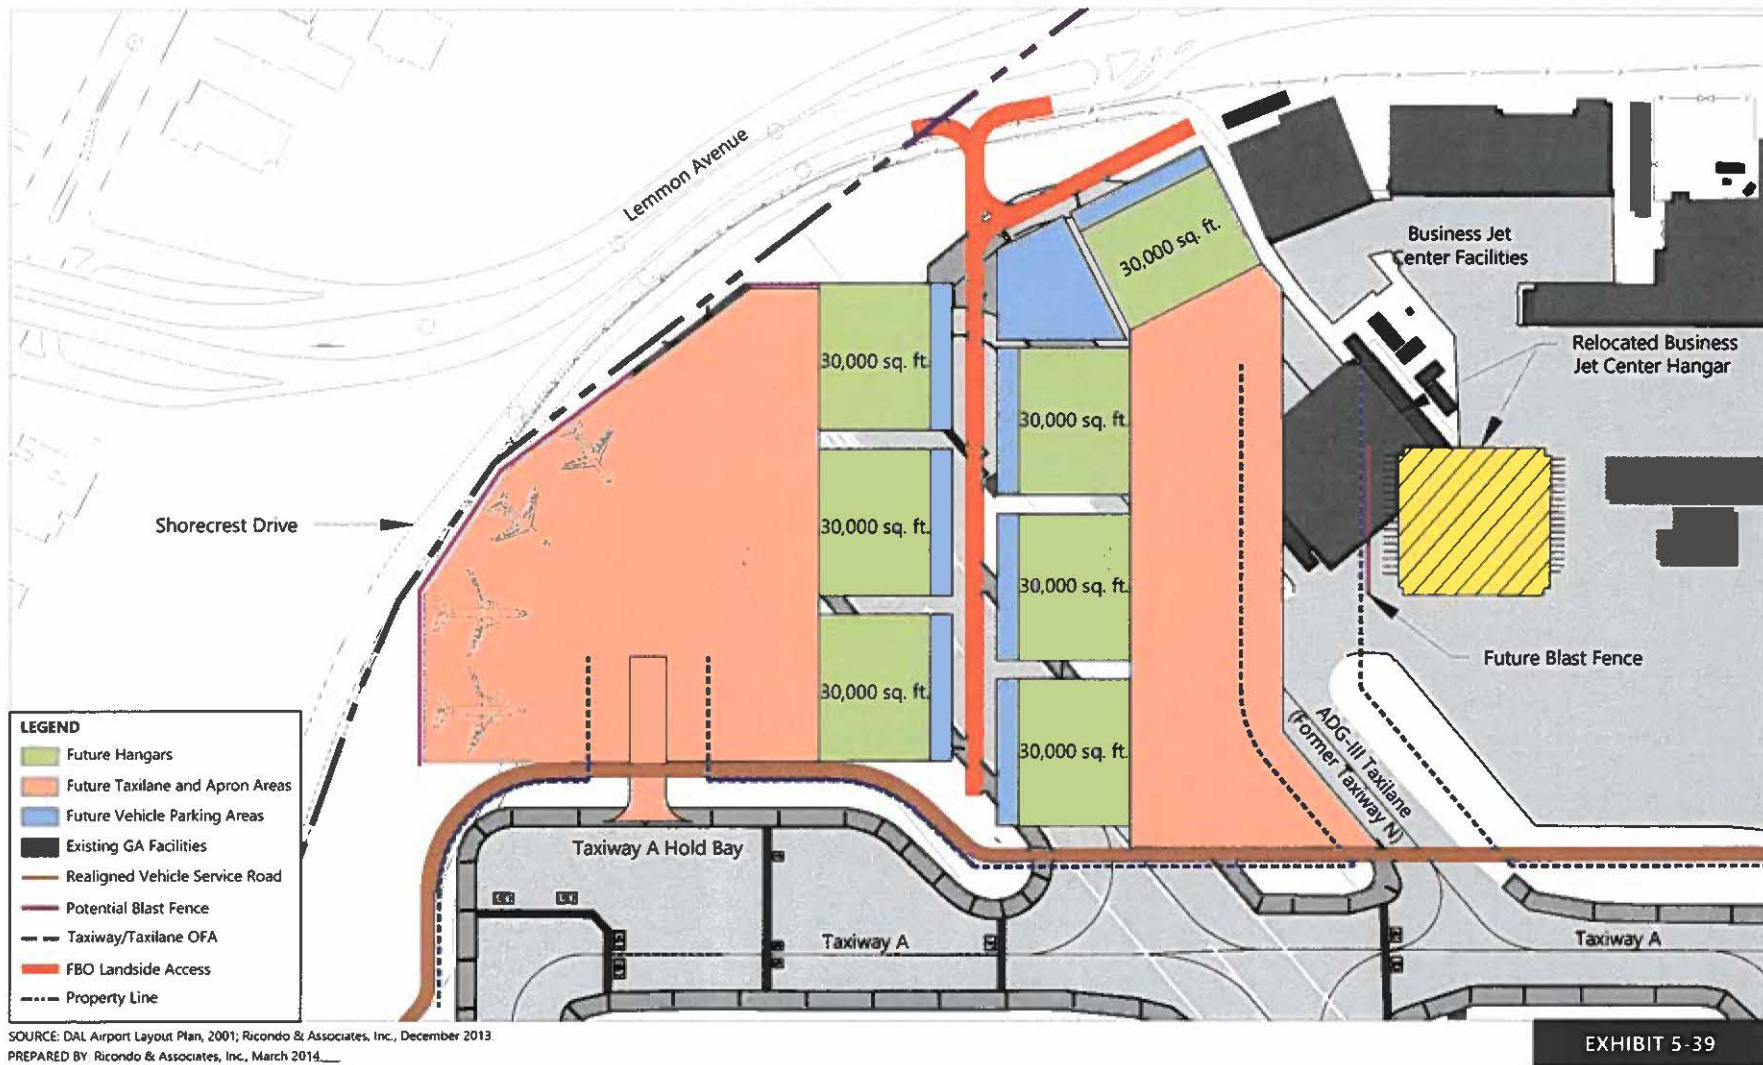 Lemmon Avenue
30,000 sq. ft.
Business Jet
Center Facilities
30,000 sq. ft.
Relocated Business
Jet Center Hangar
30,000 sq. ft.
Shorecrest Drive
30,000 sq. ft.
30,000 sq. ft.
Future Blast Fence
30,000 sq. ft.
30,000 sq. ft.
ADG-III Taxilane
(Former Taxiway N)
LEGEND
Future Hangars
Future Taxilane and Apron Areas
Future Vehicle Parking Areas
Existing GA Facilities
Realigned Vehicle Service Road
Potential Blast Fence
Taxiway/Taxilane OFA
FBO Landside Access
Property Line
Taxiway A Hold Bay
Taxiway A
Taxiway A
SOURCE: DAL Airport Layout Plan, 2001; Ricondo & Associates, Inc., December 2013.
PREPARED BY Ricondo & Associates, Inc., March 2014.
EXHIBIT 5-39